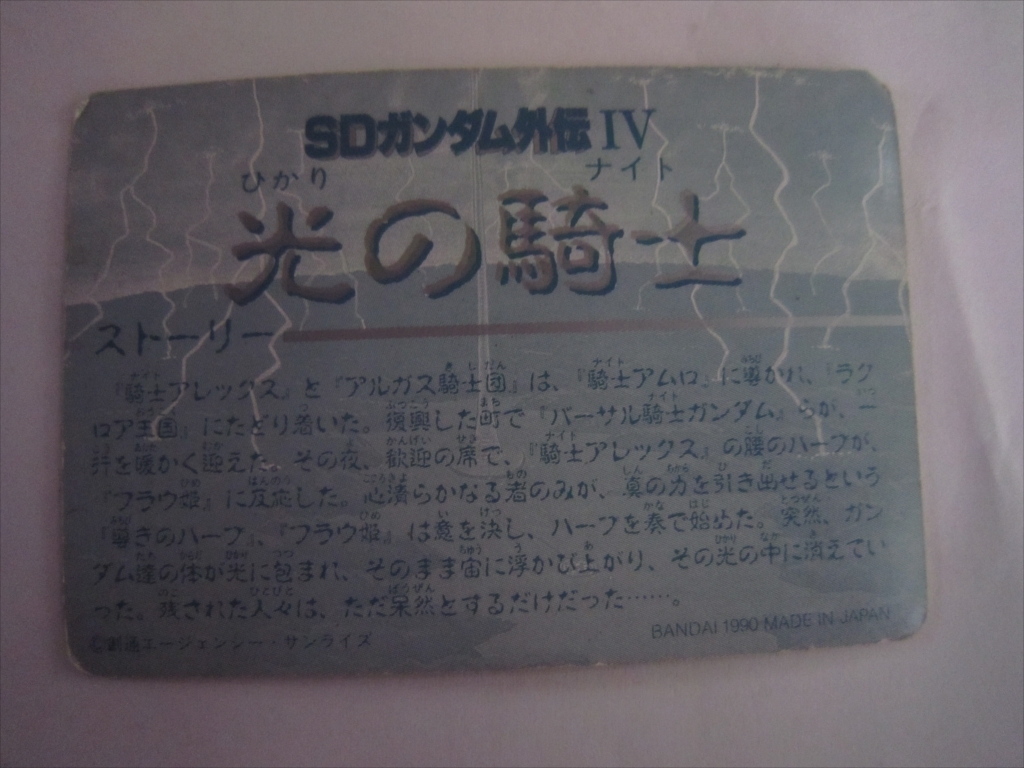 SDガンダム外伝 IV
ひかり ナイト
光の騎士
ストーリー
『騎士アレックス』と『アルガス騎士団』は、『騎士アムロ』に導かれ、『ラク
ロア王国』にたどり着いた。復興した町で『バーサル騎士ガンダム』らが、一
行を暖かく迎えた。その夜、歓迎の席で、『騎士アレックス』の腰のハープが、
『フラウ姫』に反応した。心清らかなる者のみが、真の力を引き出せるという
『導きのハープ』、『フラウ姫』は意を決し、ハープを奏で始めた。突然、ガン
ダム達の体が光に包まれ、そのまま宙に浮かび上がり、その光の中に消えてい
った。残された人々は、ただ呆然とするだけだった……。
©創通エージェンシー・サンライズ
BANDAI 1990 MADE IN JAPAN